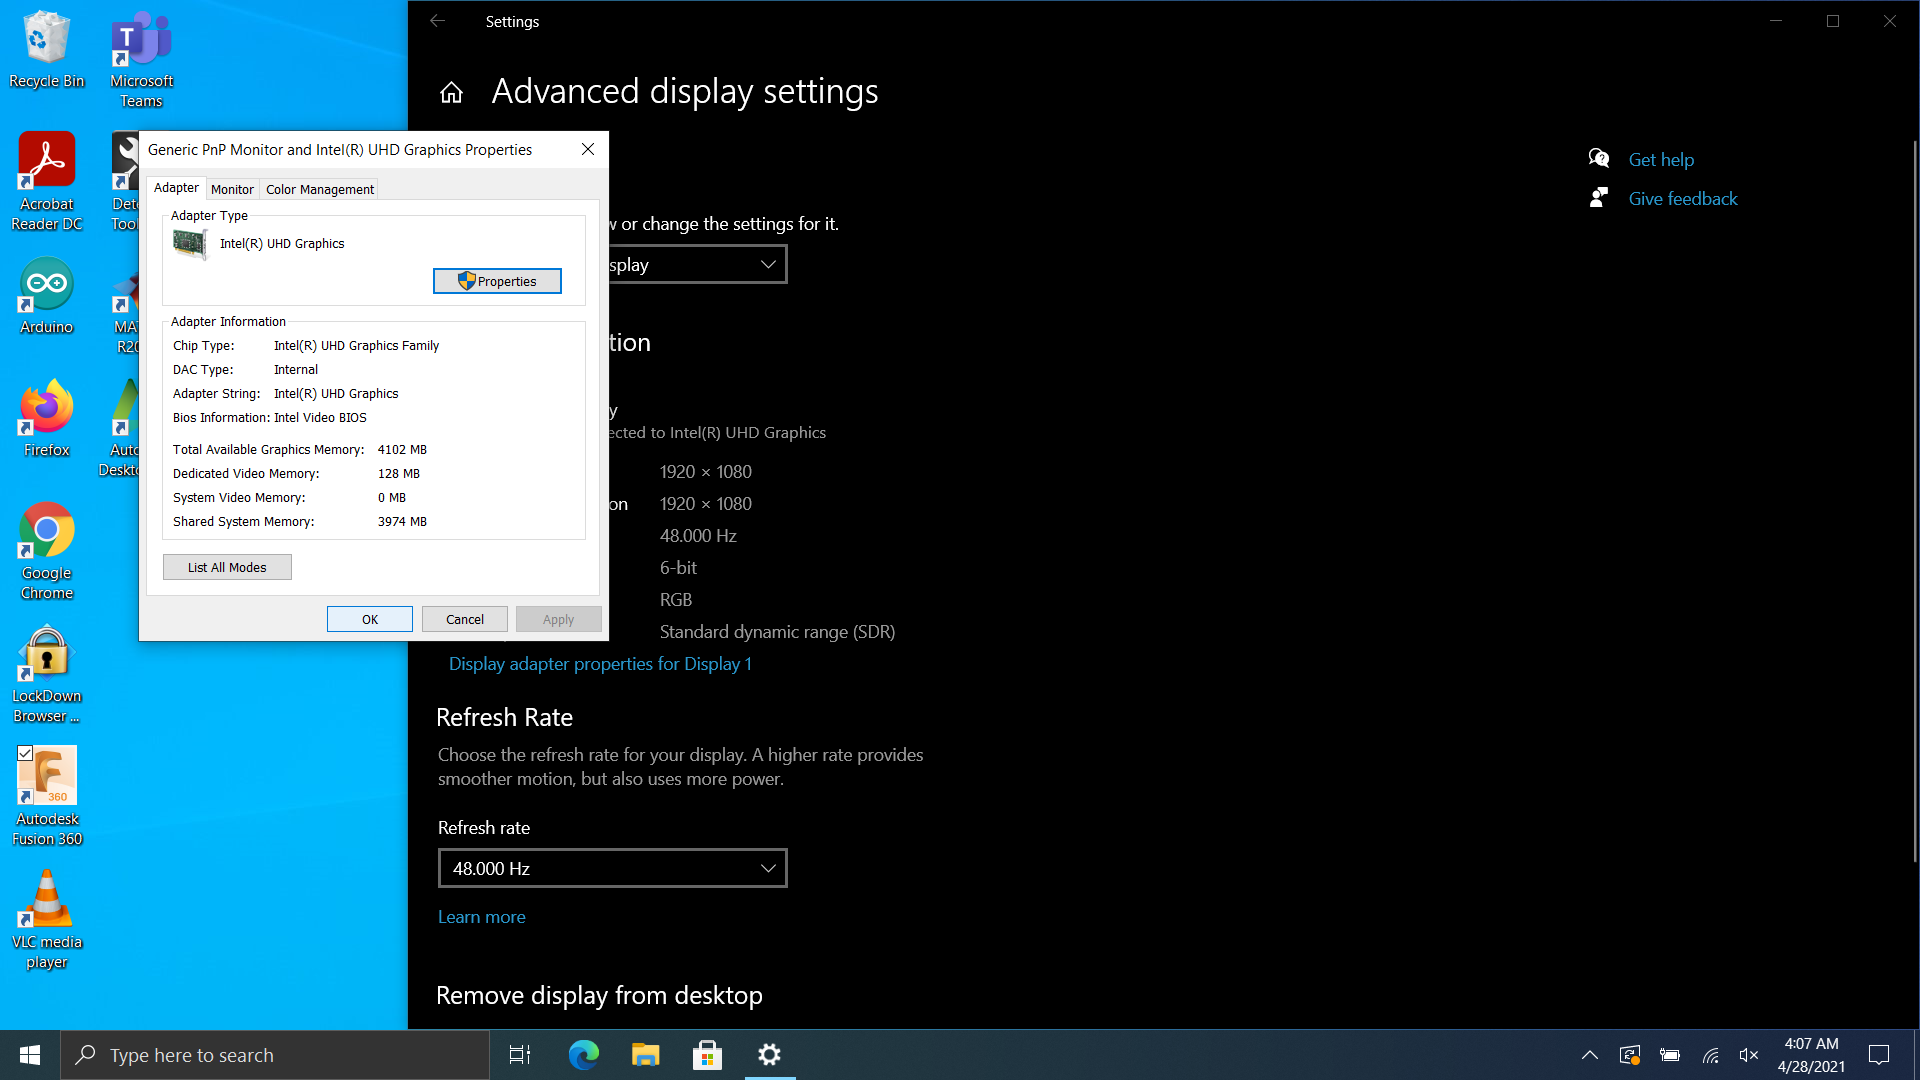 Recycle Bin
Microsoft
Teams
Acrobat
Reader DC
Dete
Tool
Arduino
MAT
R20
Firefox
Auto
Deskto
Google
Chrome
LockDown
Browser ...
360
Autodesk
Fusion 360
VLC media
player
Settings
Advanced display settings
w or change the settings for it.
splay
tion
y
ected to Intel(R) UHD Graphics
1920 × 1080
on 1920 × 1080
48.000 Hz
6-bit
RGB
Standard dynamic range (SDR)
Display adapter properties for Display 1
Refresh Rate
Choose the refresh rate for your display. A higher rate provides
smoother motion, but also uses more power.
Refresh rate
48.000 Hz
Learn more
Remove display from desktop
Get help
Give feedback
Generic PnP Monitor and Intel(R) UHD Graphics Properties
Adapter Monitor Color Management
Adapter Type
Intel(R) UHD Graphics
Properties
Adapter Information
Chip Type: Intel(R) UHD Graphics Family
DAC Type: Internal
Adapter String: Intel(R) UHD Graphics
Bios Information: Intel Video BIOS
Total Available Graphics Memory: 4102 MB
Dedicated Video Memory: 128 MB
System Video Memory: 0 MB
Shared System Memory: 3974 MB
List All Modes
OK Cancel Apply
Type here to search
4:07 AM
4/28/2021